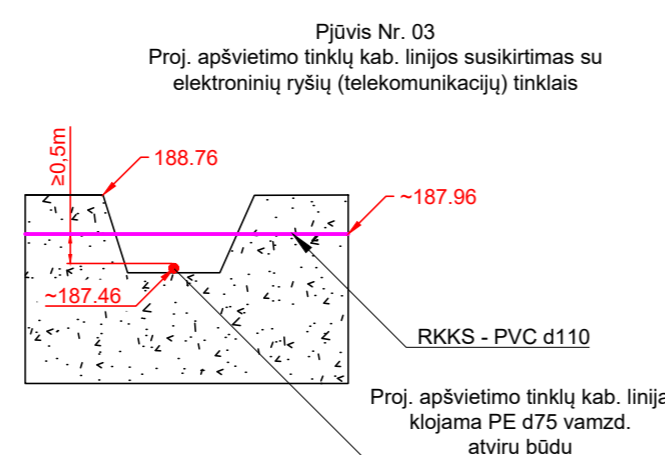 Pjūvis Nr. 03
Proj. apšvietimo tinklų kab. linijos susikirtimas su
elektroninių ryšių (telekomunikacijų) tinklais
≥0,5m
188.76
~187.96
~187.46
RKKS - PVC d110
Proj. apšvietimo tinklų kab. linija
klojama PE d75 vamzd.
atviru būdu